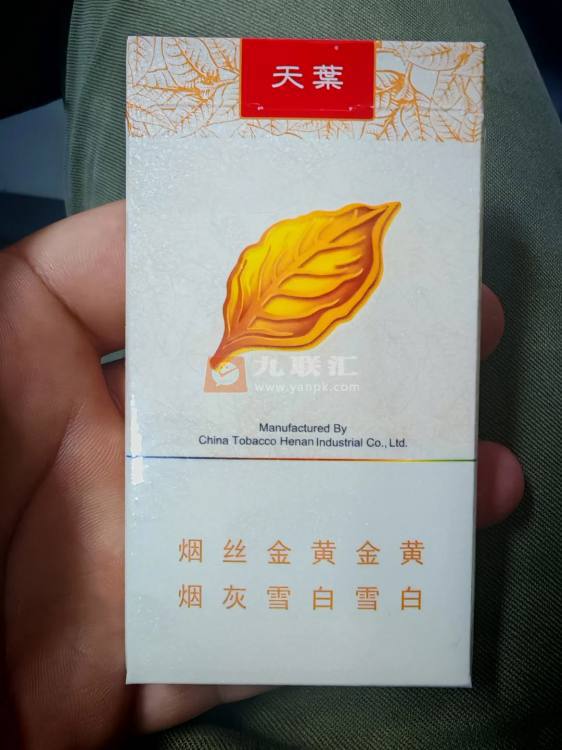 天葉
九联汇
www.yanpk.com
Manufactured By
China Tobacco Henan Industrial Co., Ltd.
烟丝金黄金黄
烟灰雪白雪白